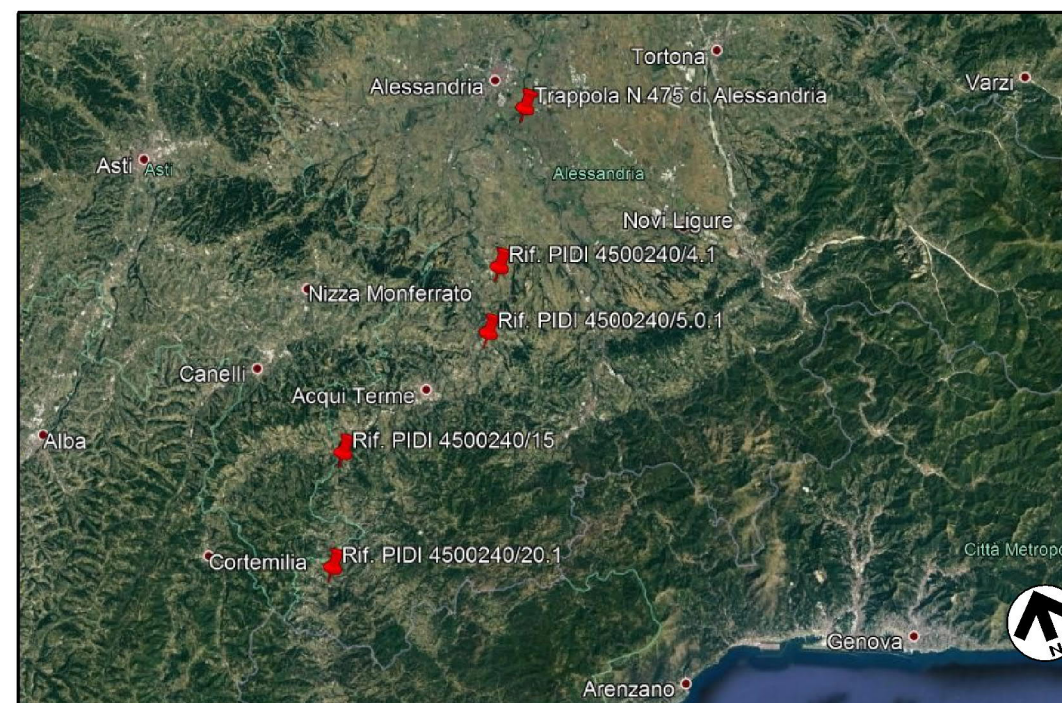 Tortona
Alessandria
Varzi
Trappola N.475 di Alessandria
Asti
Asti
Alessandria
Novi Ligure
Rif. PIDI 4500240/4.1
Nizza Monferrato
Rif. PIDI 4500240/5.0.1
Canelli
Acqui Terme
Alba
Rif. PIDI 4500240/15
Rif. PIDI 4500240/20.1
Cortemilia
Città Metropo
Genova
N
Arenzano